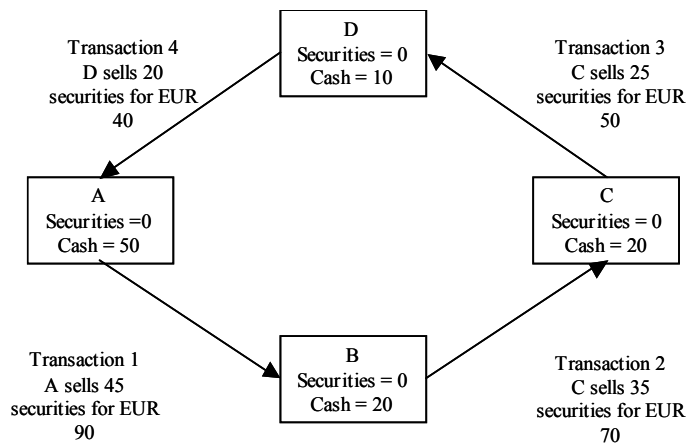 Transaction 4
D sells 20
securities for EUR
40
D
Securities = 0
Cash = 10
Transaction 3
C sells 25
securities for EUR
50
A
Securities =0
Cash = 50
C
Securities = 0
Cash = 20
Transaction 1
A sells 45
securities for EUR
90
B
Securities = 0
Cash = 20
Transaction 2
C sells 35
securities for EUR
70